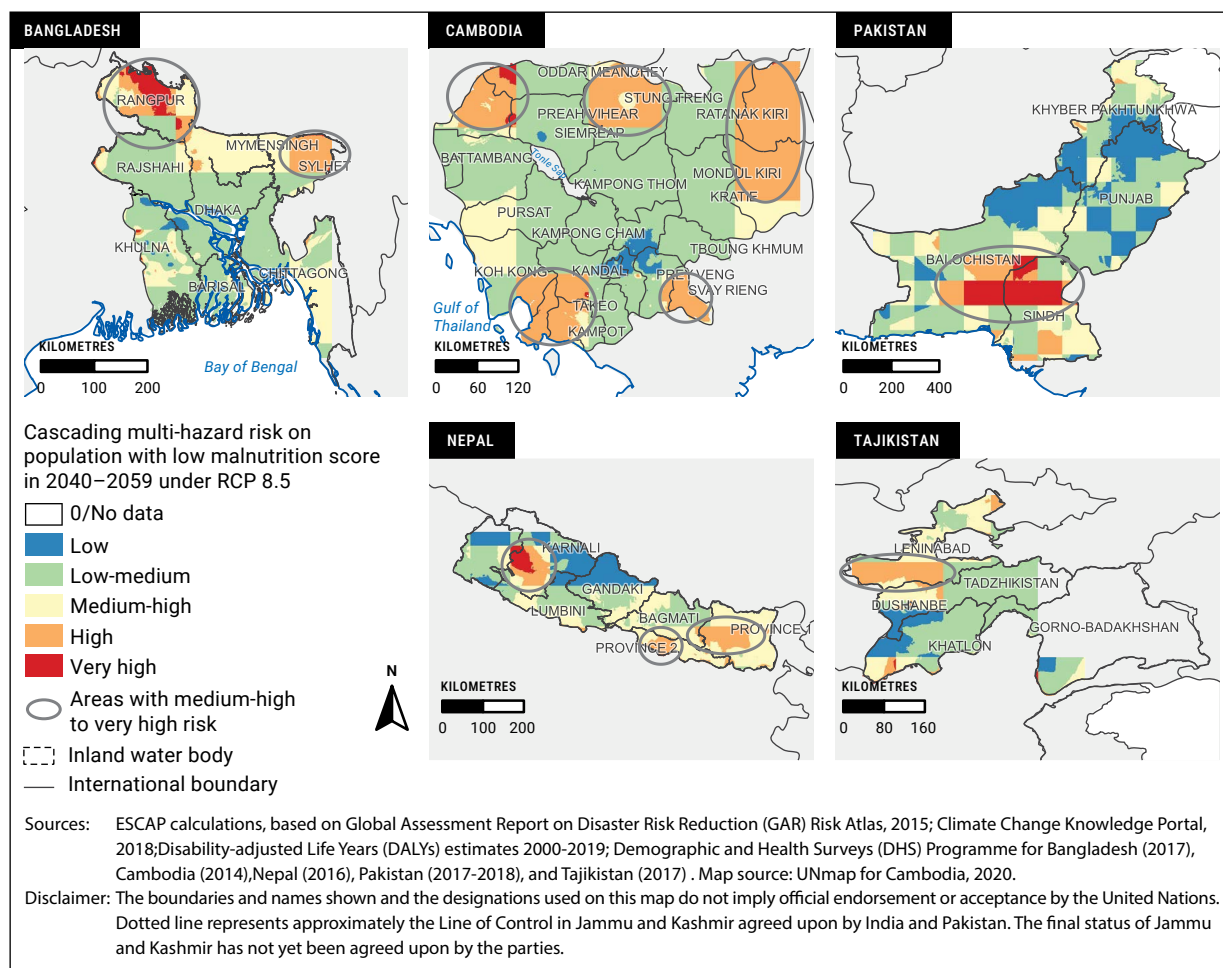 BANGLADESH
RANGPUR
MYMENSINGH
SYLHET
RAJSHAHI
DHAKA
KHULNA
CHITTAGONG
BARISAL
KILOMETRES
0 100 200
Bay of Bengal
CAMBODIA
ODDAR MEANCHEY
STUNG TRENG
PREAH VIHEAR
RATANAK KIRI
SIEMREAP
BATTAMBANG
Tonle Sap
MONDUL KIRI
KAMPONG THOM
KRATIE
PURSAT
KAMPONG CHAM
TBOUNG KHMUM
KOH KONG
KANDAL
PREY VENG
SVAY RIENG
TAKEO
KAMPOT
Gulf of
Thailand
KILOMETRES
0 60 120
PAKISTAN
KHYBER PAKHTUNKHWA
PUNJAB
BALOCHISTAN
SINDH
KILOMETRES
0 200 400
Cascading multi-hazard risk on
population with low malnutrition score
in 2040–2059 under RCP 8.5
0/No data
Low
Low-medium
Medium-high
High
Very high
Areas with medium-high
to very high risk
Inland water body
International boundary
N
NEPAL
KARNALI
GANDAKI
LUMBINI
BAGMATI
PROVINCE 1
PROVINCE 2
KILOMETRES
0 100 200
TAJIKISTAN
LENINABAD
TADZHIKISTAN
DUSHANBE
GORNO-BADAKHSHAN
KHATLON
KILOMETRES
0 80 160
Sources: ESCAP calculations, based on Global Assessment Report on Disaster Risk Reduction (GAR) Risk Atlas, 2015; Climate Change Knowledge Portal,
2018;Disability-adjusted Life Years (DALYs) estimates 2000-2019; Demographic and Health Surveys (DHS) Programme for Bangladesh (2017),
Cambodia (2014),Nepal (2016), Pakistan (2017-2018), and Tajikistan (2017) . Map source: UNmap for Cambodia, 2020.
Disclaimer: The boundaries and names shown and the designations used on this map do not imply official endorsement or acceptance by the United Nations.
Dotted line represents approximately the Line of Control in Jammu and Kashmir agreed upon by India and Pakistan. The final status of Jammu
and Kashmir has not yet been agreed upon by the parties.